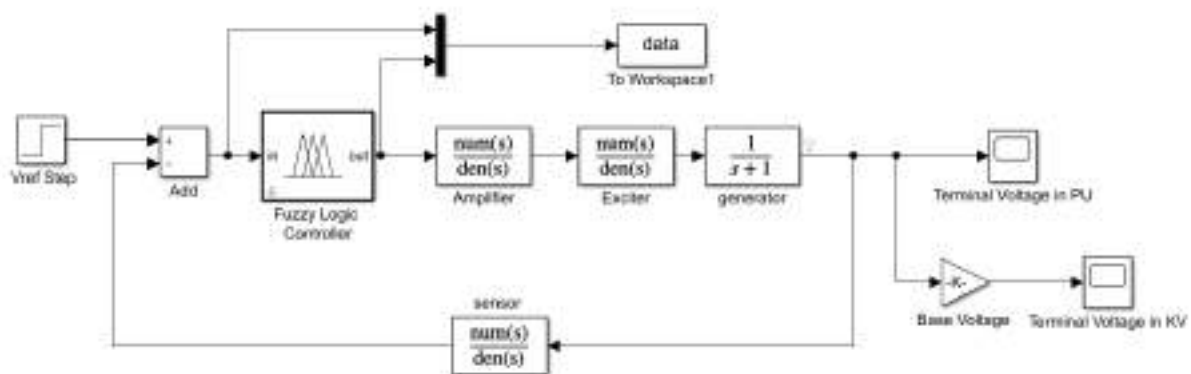 data
To Workspace1
+
-
Vref Step
Add
in
out
Fuzzy Logic
Controller
num(s)
den(s)
Amplifier
num(s)
den(s)
Exciter
1
s+1
generator
Terminal Voltage in PU
-K-
Base Voltage
Terminal Voltage in KV
sensor
num(s)
den(s)